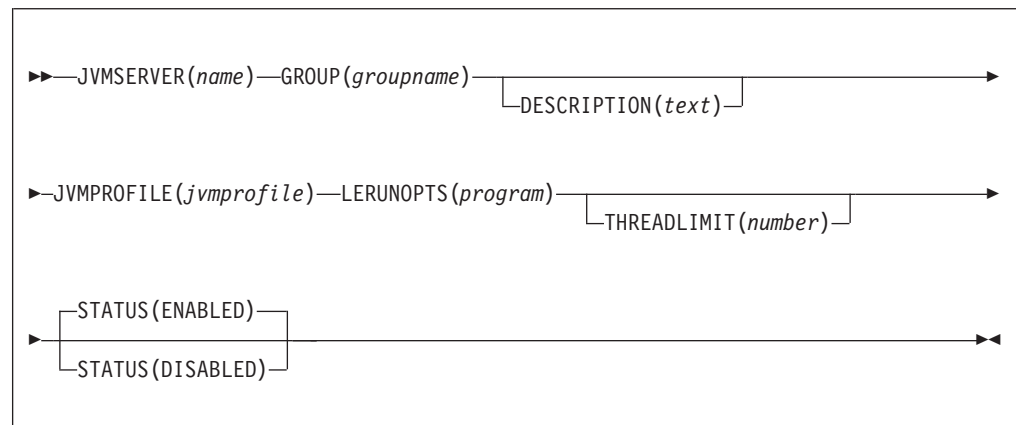 JVMSERVER(name) GROUP(groupname)
DESCRIPTION(text)
JVMPROFILE(jvmprofile) LERUNOPTS(program)
THREADLIMIT(number)
STATUS(ENABLED)
STATUS(DISABLED)